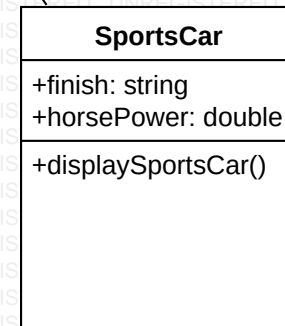 SportsCar
+finish: string
+horsePower: double
+displaySportsCar()